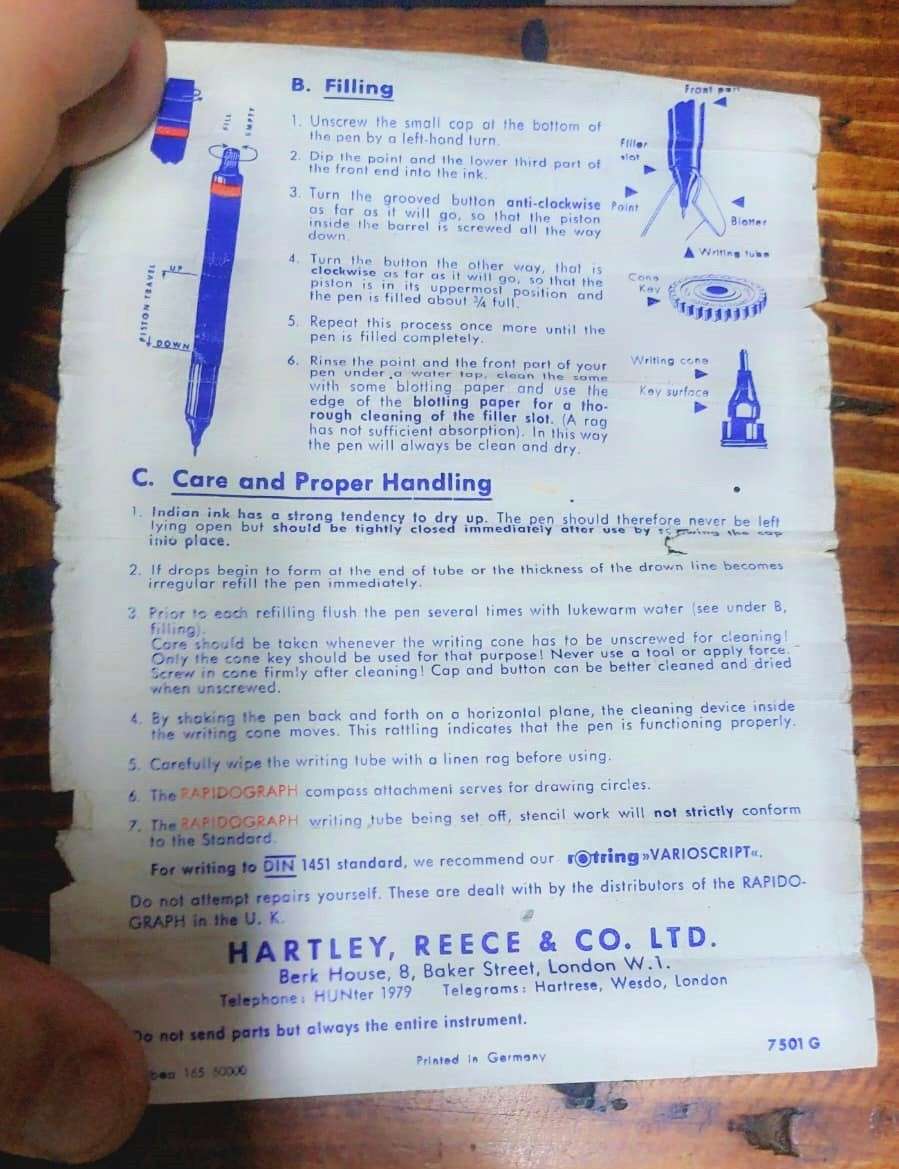 B. Filling
1. Unscrew the small cap at the bottom of
the pen by a left-hand turn.
2. Dip the point and the lower third part of
the front end into the ink.
3. Turn the grooved button anti-clockwise
as far as it will go, so that the piston
inside the barrel is screwed all the way
down.
4. Turn the button the other way, that is
clockwise as far as it will go, so that the
piston is in its uppermost position and
the pen is filled about ¾ full.
5. Repeat this process once more until the
pen is filled completely.
6. Rinse the point and the front part of your
pen under a water tap, clean the same
with some blotting paper and use the
edge of the blotting paper for a tho-
rough cleaning of the filler slot. (A rag
has not sufficient absorption). In this way
the pen will always be clean and dry.
FILL
EMPTY
PISTON TRAVEL
UP
DOWN
Front part
Filler
slot
Point
Blotter
Writing tube
Cone
Key
Writing cone
Key surface
C. Care and Proper Handling
1. Indian ink has a strong tendency to dry up. The pen should therefore never be left
lying open but should be tightly closed immediately after use by screwing the cap
into place.
2. If drops begin to form at the end of tube or the thickness of the drawn line becomes
irregular refill the pen immediately.
3. Prior to each refilling flush the pen several times with lukewarm water (see under B,
filling).
Care should be taken whenever the writing cone has to be unscrewed for cleaning!
Only the cone key should be used for that purpose! Never use a tool or apply force.
Screw in cone firmly after cleaning! Cap and button can be better cleaned and dried
when unscrewed.
4. By shaking the pen back and forth on a horizontal plane, the cleaning device inside
the writing cone moves. This rattling indicates that the pen is functioning properly.
5. Carefully wipe the writing tube with a linen rag before using.
6. The RAPIDOGRAPH compass attachment serves for drawing circles.
7. The RAPIDOGRAPH writing tube being set off, stencil work will not strictly conform
to the Standard.
For writing to DIN 1451 standard, we recommend our rotring »VARIOSCRIPT«.
Do not attempt repairs yourself. These are dealt with by the distributors of the RAPIDO-
GRAPH in the U. K.
HARTLEY, REECE & CO. LTD.
Berk House, 8, Baker Street, London W.1.
Telephone: HUNter 1979 Telegrams: Hartrese, Wesdo, London
Do not send parts but always the entire instrument.
7501 G
Printed in Germany
165 50000